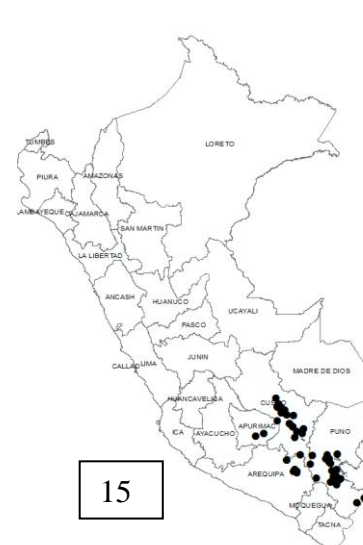 LORETO
TUMBES
PIURA
AMAZONAS
LAMBAYEQUE CAJAMARCA
SAN MARTIN
LA LIBERTAD
ANCASH
HUANUCO
UCAYALI
PASCO
JUNIN
CALLAO LIMA
MADRE DE DIOS
HUANCAVELICA
ICA
AYACUCHO
APURIMAC
PUNO
AREQUIPA
15
MOQUEGUA
TACNA